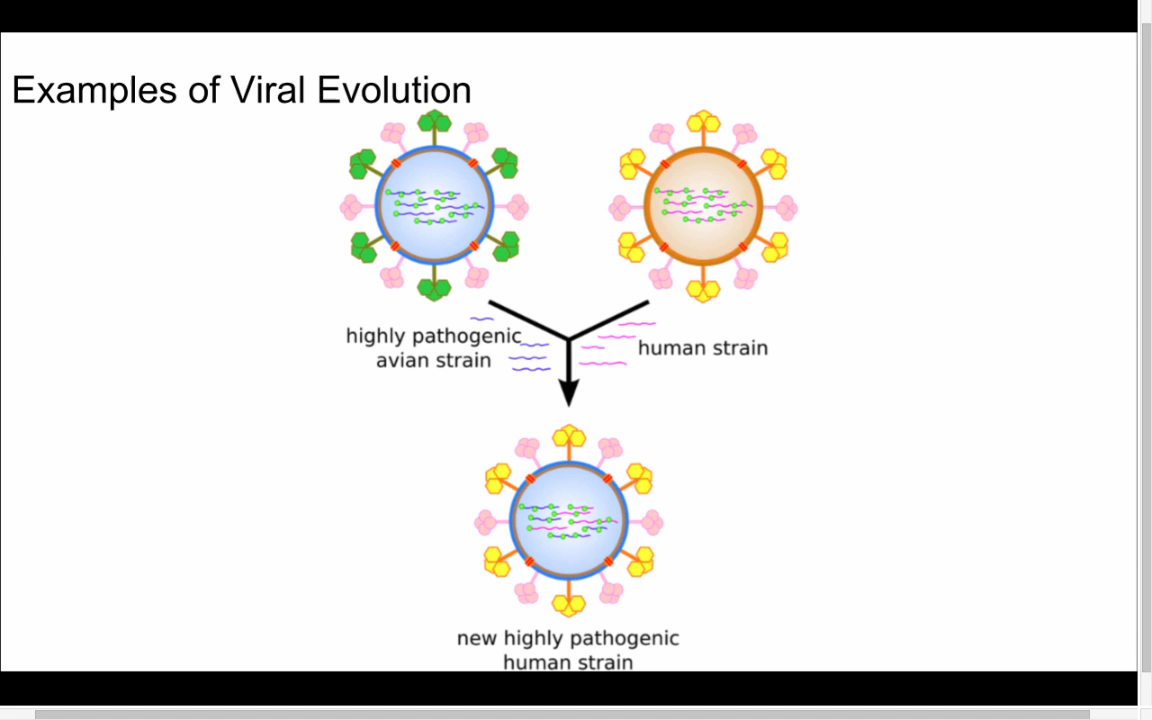 Examples of Viral Evolution
highly pathogenic
avian strain
human strain
new highly pathogenic
human strain